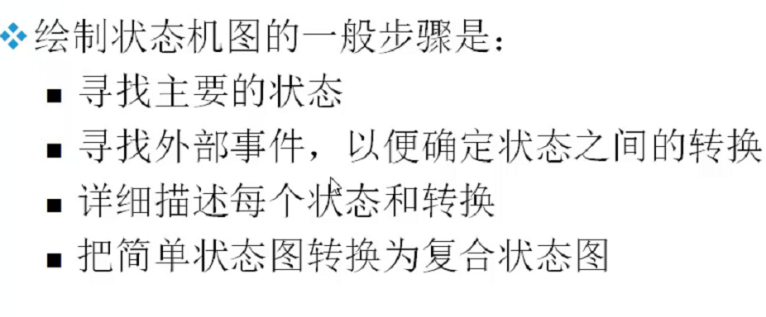 绘制状态机图的一般步骤是：
寻找主要的状态
寻找外部事件，以便确定状态之间的转换
详细描述每个状态和转换
把简单状态图转换为复合状态图